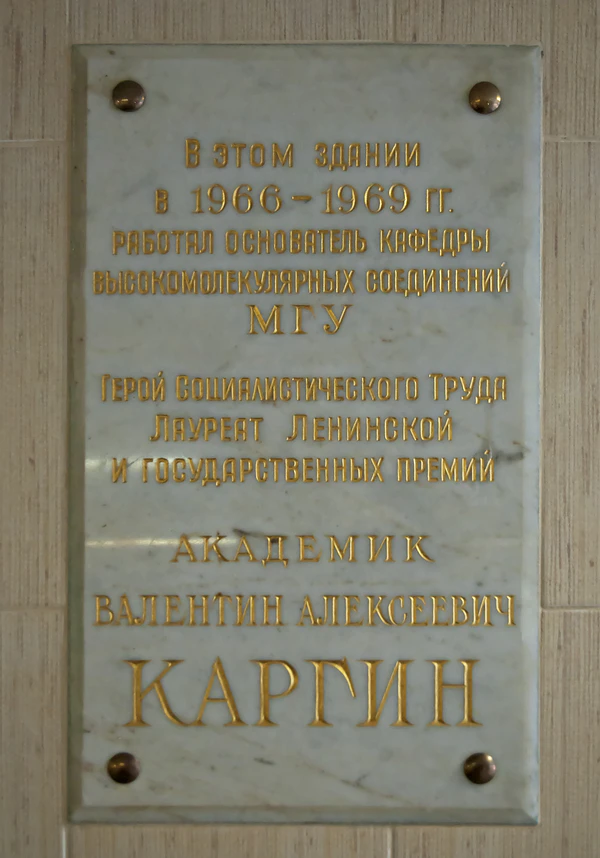 В этом здании
в 1966-1969 гг.
работал основатель кафедры
высокомолекулярных соединений
МГУ
Герой Социалистического Труда
Лауреат Ленинской
и государственных премий
АКАДЕМИК
ВАЛЕНТИН АЛЕКСЕЕВИЧ
КАРГИН